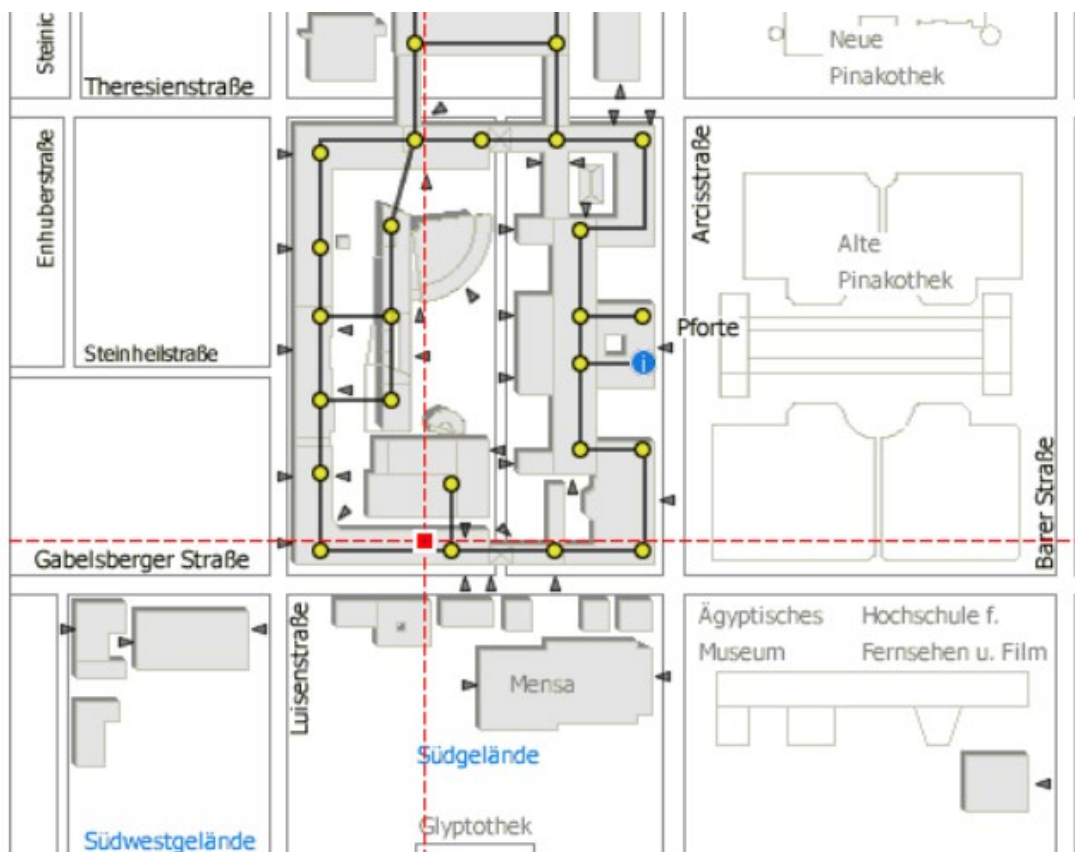 Steinic
Neue
Pinakothek
Theresienstraße
Enhuberstraße
Arcisstraße
Alte
Pinakothek
Pforte
i
Steinheilstraße
Barer Straße
Gabelsberger Straße
Luisenstraße
Ägyptisches
Museum
Hochschule f.
Fernsehen u. Film
Mensa
Südgelände
Glyptothek
Südwestgelände